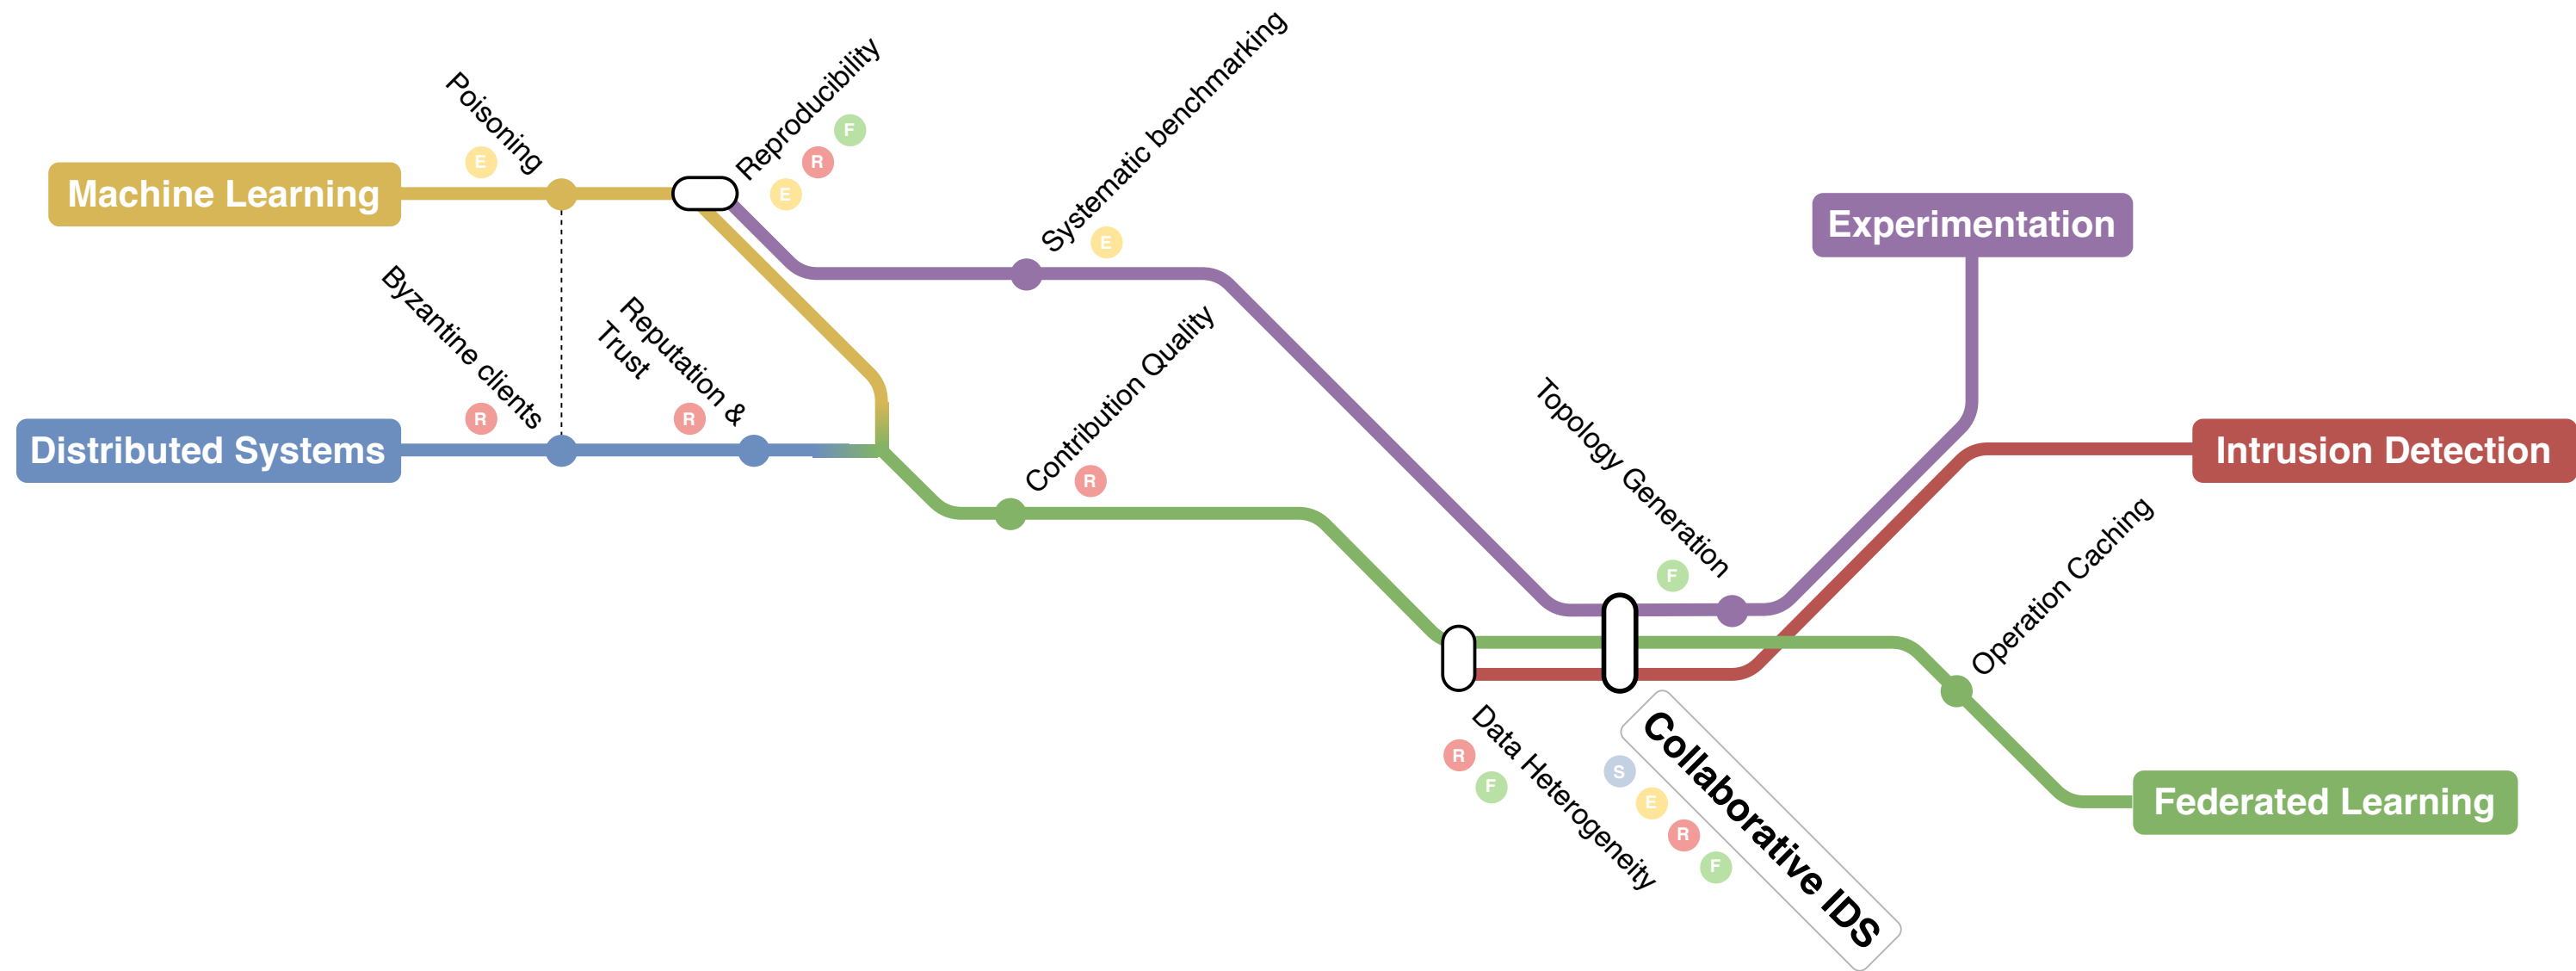 Machine Learning
Poisoning
E
Reproducibility
E
R
F
Systematic benchmarking
E
Experimentation
Distributed Systems
Byzantine clients
R
Reputation &
Trust
R
Contribution Quality
R
Topology Generation
F
Intrusion Detection
Operation Caching
Data Heterogeneity
R
F
Collaborative IDS
S
E
R
F
Federated Learning